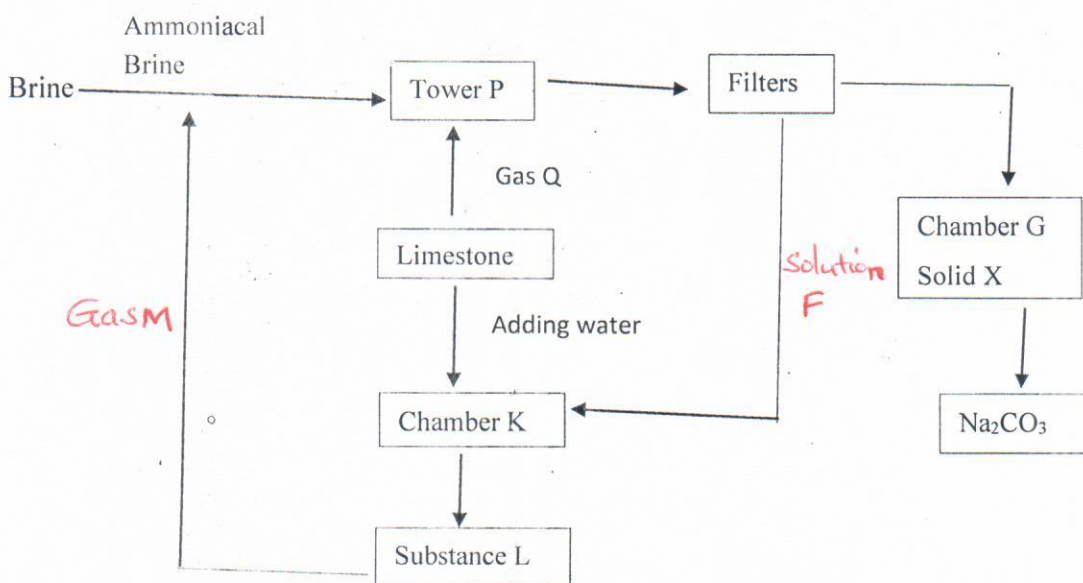 Ammoniacal
Brine
Brine
Tower P
Filters
Gas Q
Limestone
Chamber G
Solid X
Solution
F
GasM
Adding water
Chamber K
Na₂CO₃
Substance L